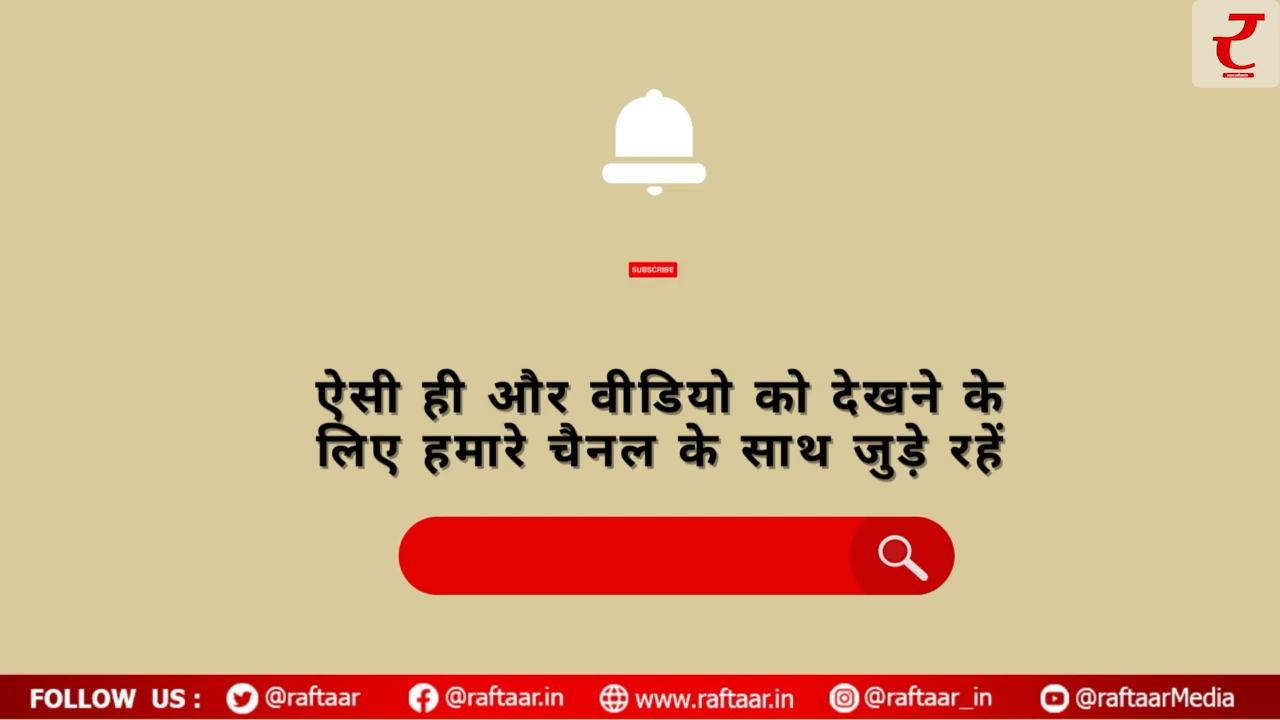 SUBSCRIBE
ऐसी ही और वीडियो को देखने के
लिए हमारे चैनल के साथ जुड़े रहें
FOLLOW US : @raftaar @raftaar.in www.raftaar.in @raftaar_in @raftaarMedia